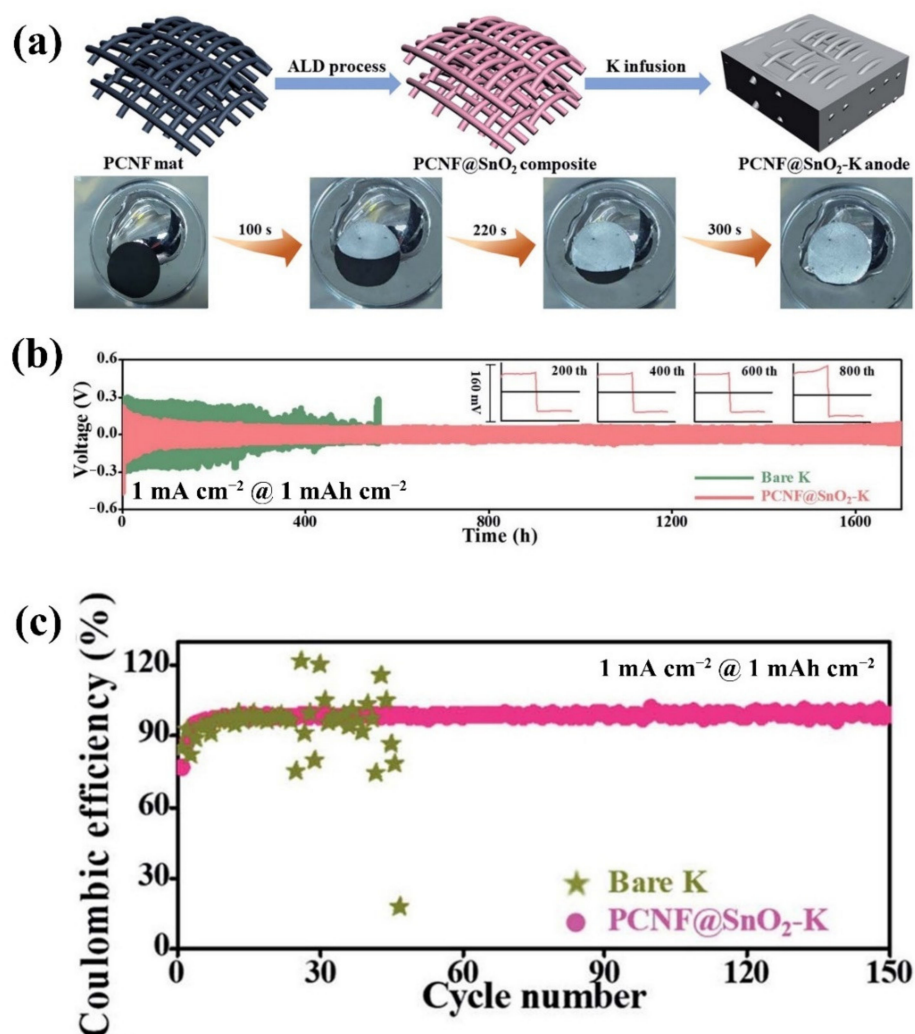 (a)
ALD process
K infusion
PCNF mat
PCNF@SnO₂ composite
PCNF@SnO₂-K anode
100 s
220 s
300 s
(b)
0.6
0.3
0.0
−0.3
−0.6
Voltage (V)
160 mV
200 th
400 th
600 th
800 th
Bare K
PCNF@SnO₂-K
1 mA cm⁻² @ 1 mAh cm⁻²
0
400
800
1200
1600
Time (h)
(c)
Coulombic efficiency (%)
120
90
60
30
0
1 mA cm⁻² @ 1 mAh cm⁻²
Bare K
PCNF@SnO₂-K
0
30
60
90
120
150
Cycle number